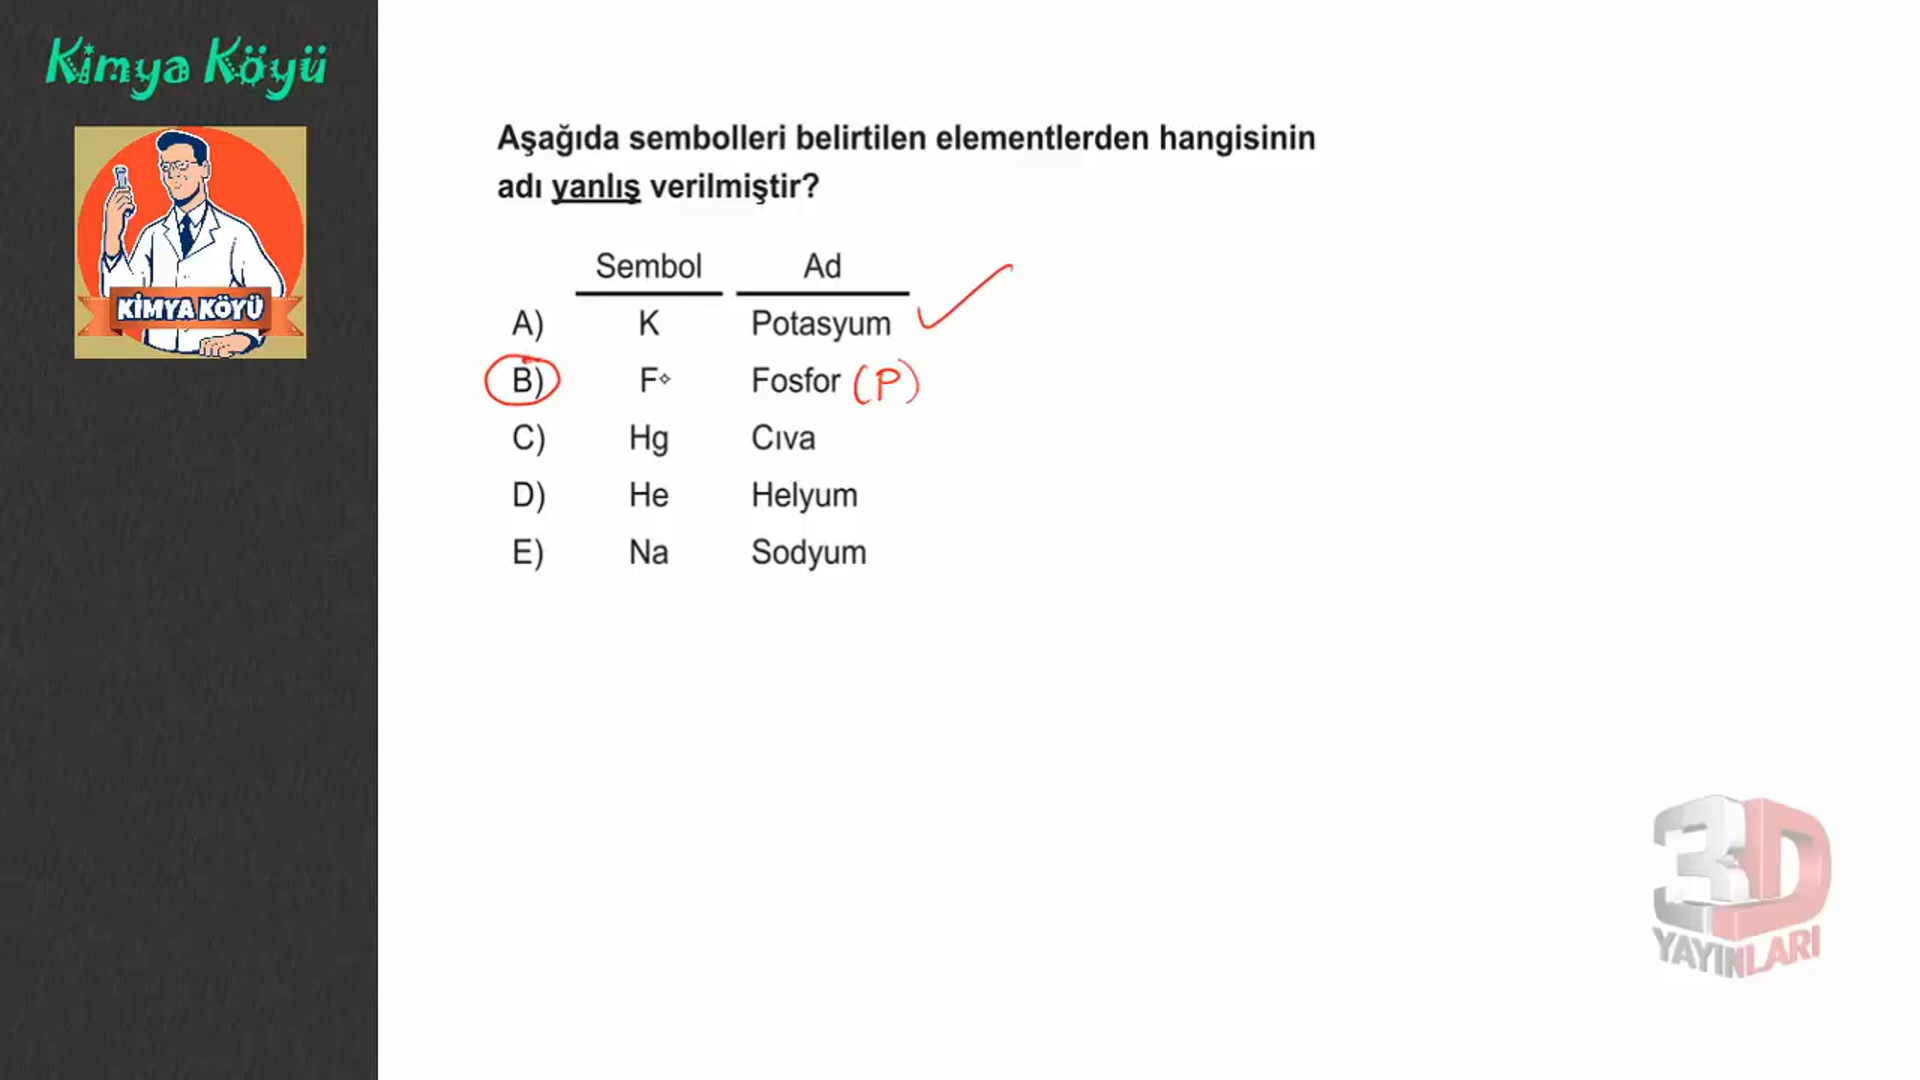 Kimya Köyü
KİMYA KÖYÜ
Aşağıda sembolleri belirtilen elementlerden hangisinin
adı yanlış verilmiştir?
Sembol Ad
A) K Potasyum
B) F Fosfor (P)
C) Hg Cıva
D) He Helyum
E) Na Sodyum
3D
YAYINLARI